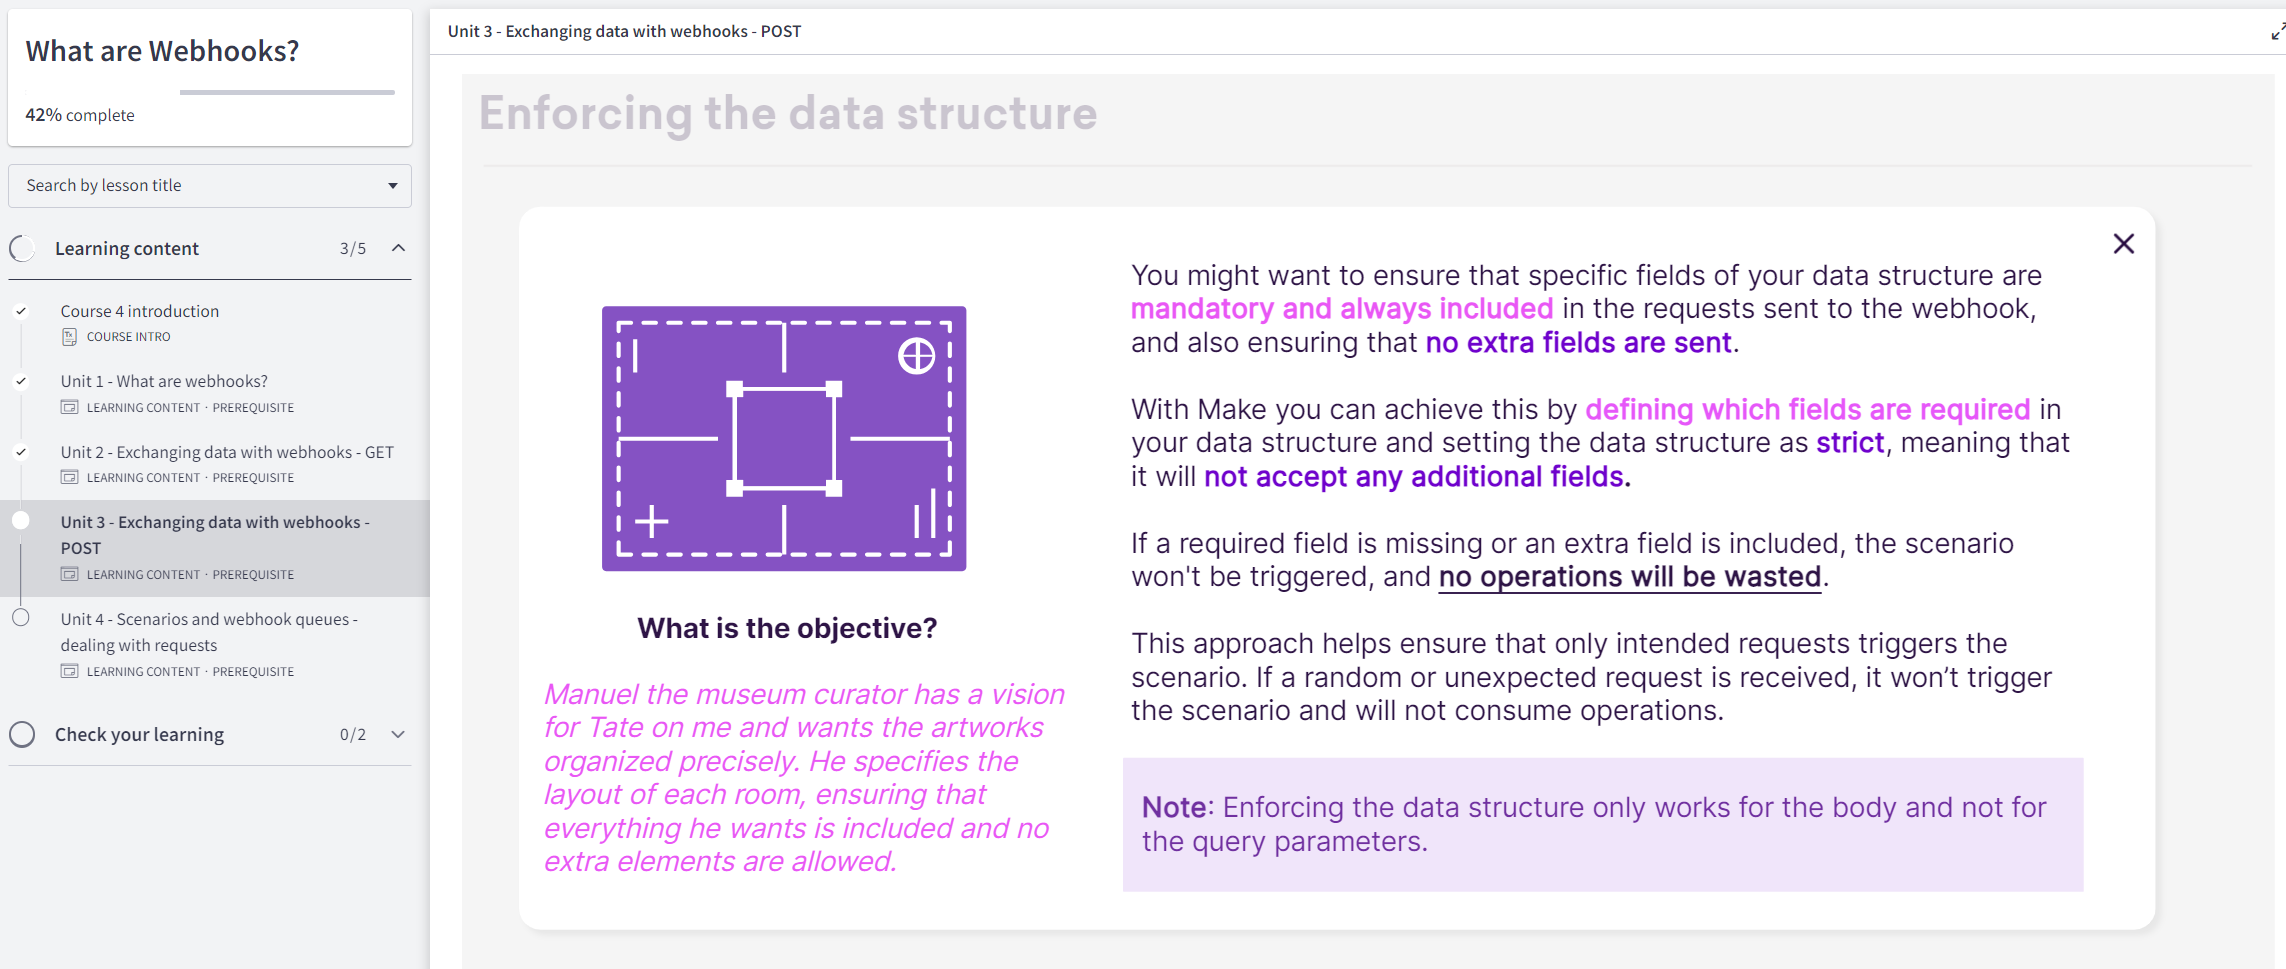 What are Webhooks?
42% complete
Search by lesson title
Learning content 3/5
Course 4 introduction
COURSE INTRO
Unit 1 - What are webhooks?
LEARNING CONTENT · PREREQUISITE
Unit 2 - Exchanging data with webhooks - GET
LEARNING CONTENT · PREREQUISITE
Unit 3 - Exchanging data with webhooks -
POST
LEARNING CONTENT · PREREQUISITE
Unit 4 - Scenarios and webhook queues -
dealing with requests
LEARNING CONTENT · PREREQUISITE
Check your learning 0/2
Unit 3 - Exchanging data with webhooks - POST
Enforcing the data structure
What is the objective?
Manuel the museum curator has a vision
for Tate on me and wants the artworks
organized precisely. He specifies the
layout of each room, ensuring that
everything he wants is included and no
extra elements are allowed.
You might want to ensure that specific fields of your data structure are
mandatory and always included in the requests sent to the webhook,
and also ensuring that no extra fields are sent.
With Make you can achieve this by defining which fields are required in
your data structure and setting the data structure as strict, meaning that
it will not accept any additional fields.
If a required field is missing or an extra field is included, the scenario
won't be triggered, and no operations will be wasted.
This approach helps ensure that only intended requests triggers the
scenario. If a random or unexpected request is received, it won’t trigger
the scenario and will not consume operations.
Note: Enforcing the data structure only works for the body and not for
the query parameters.